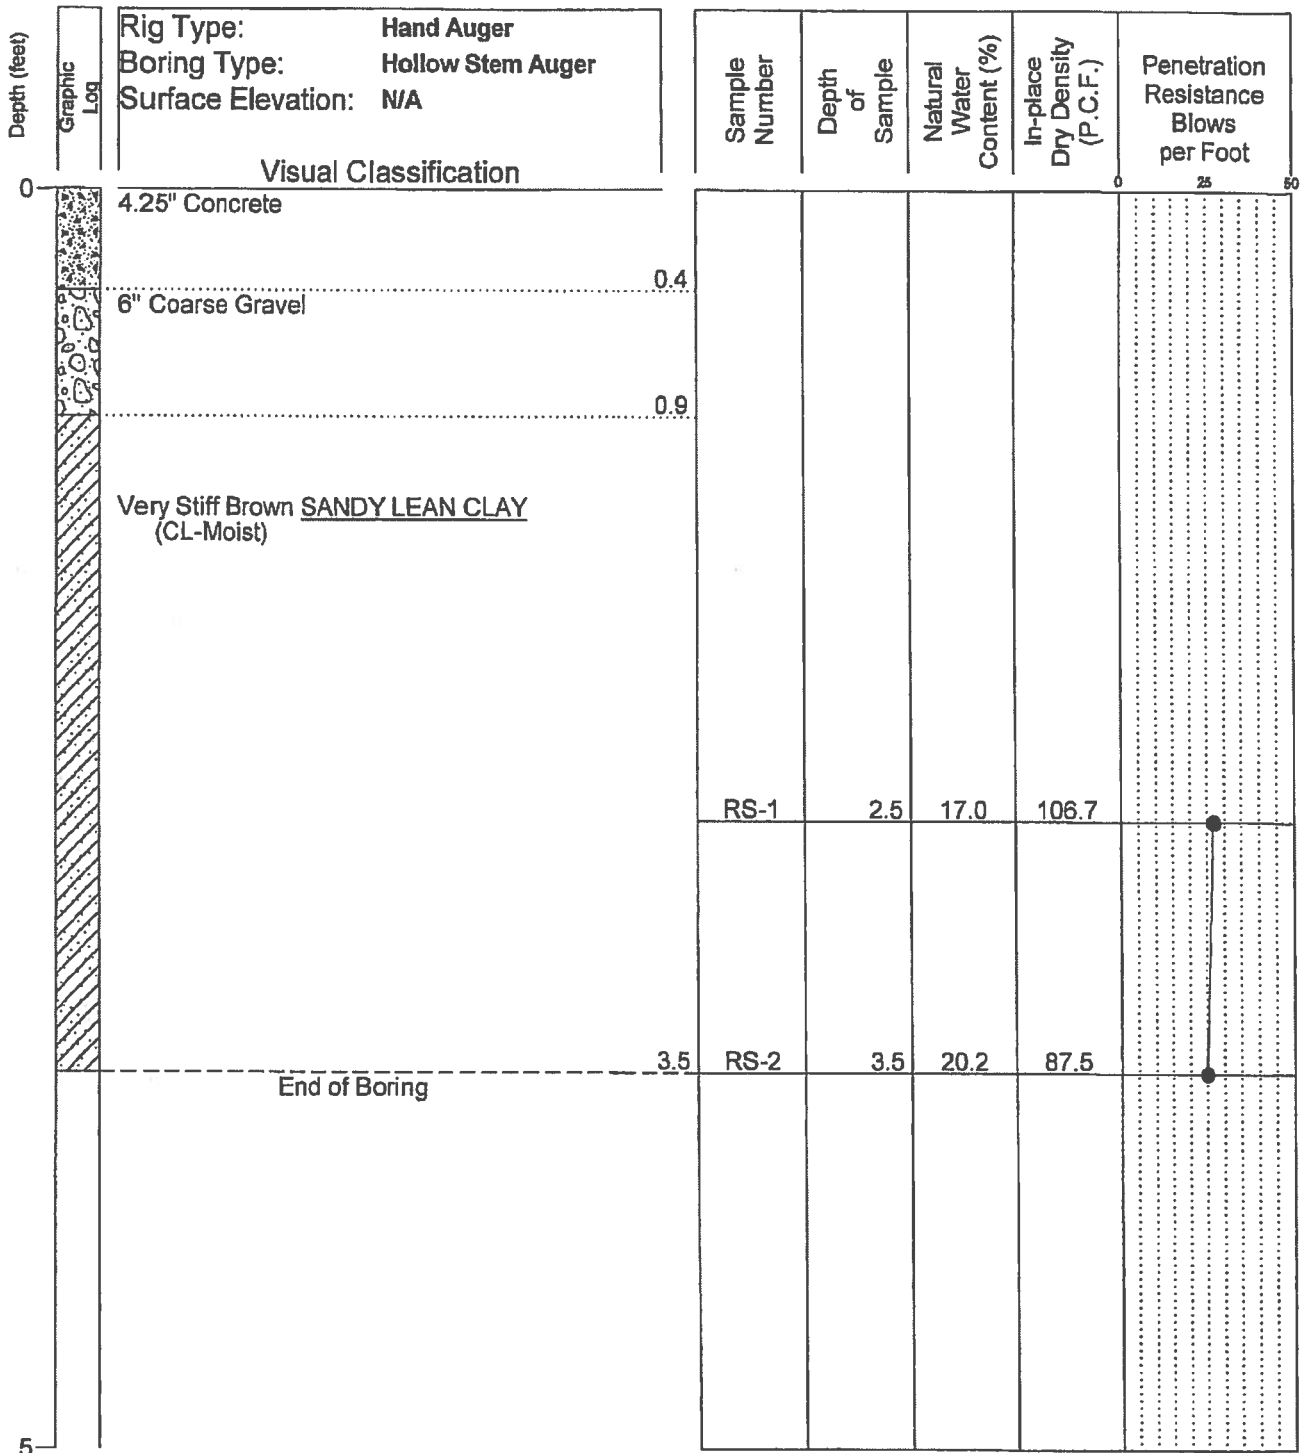 Depth (feet)
Graphic
Log
Rig Type: Hand Auger
Boring Type: Hollow Stem Auger
Surface Elevation: N/A
Visual Classification
Sample
Number
Depth
of
Sample
Natural
Water
Content (%)
In-place
Dry Density
(P.C.F.)
Penetration
Resistance
Blows
per Foot
0 25 50
0
4.25" Concrete
0.4
6" Coarse Gravel
0.9
Very Stiff Brown SANDY LEAN CLAY
(CL-Moist)
RS-1 2.5 17.0 106.7
3.5 RS-2 3.5 20.2 87.5
End of Boring
5